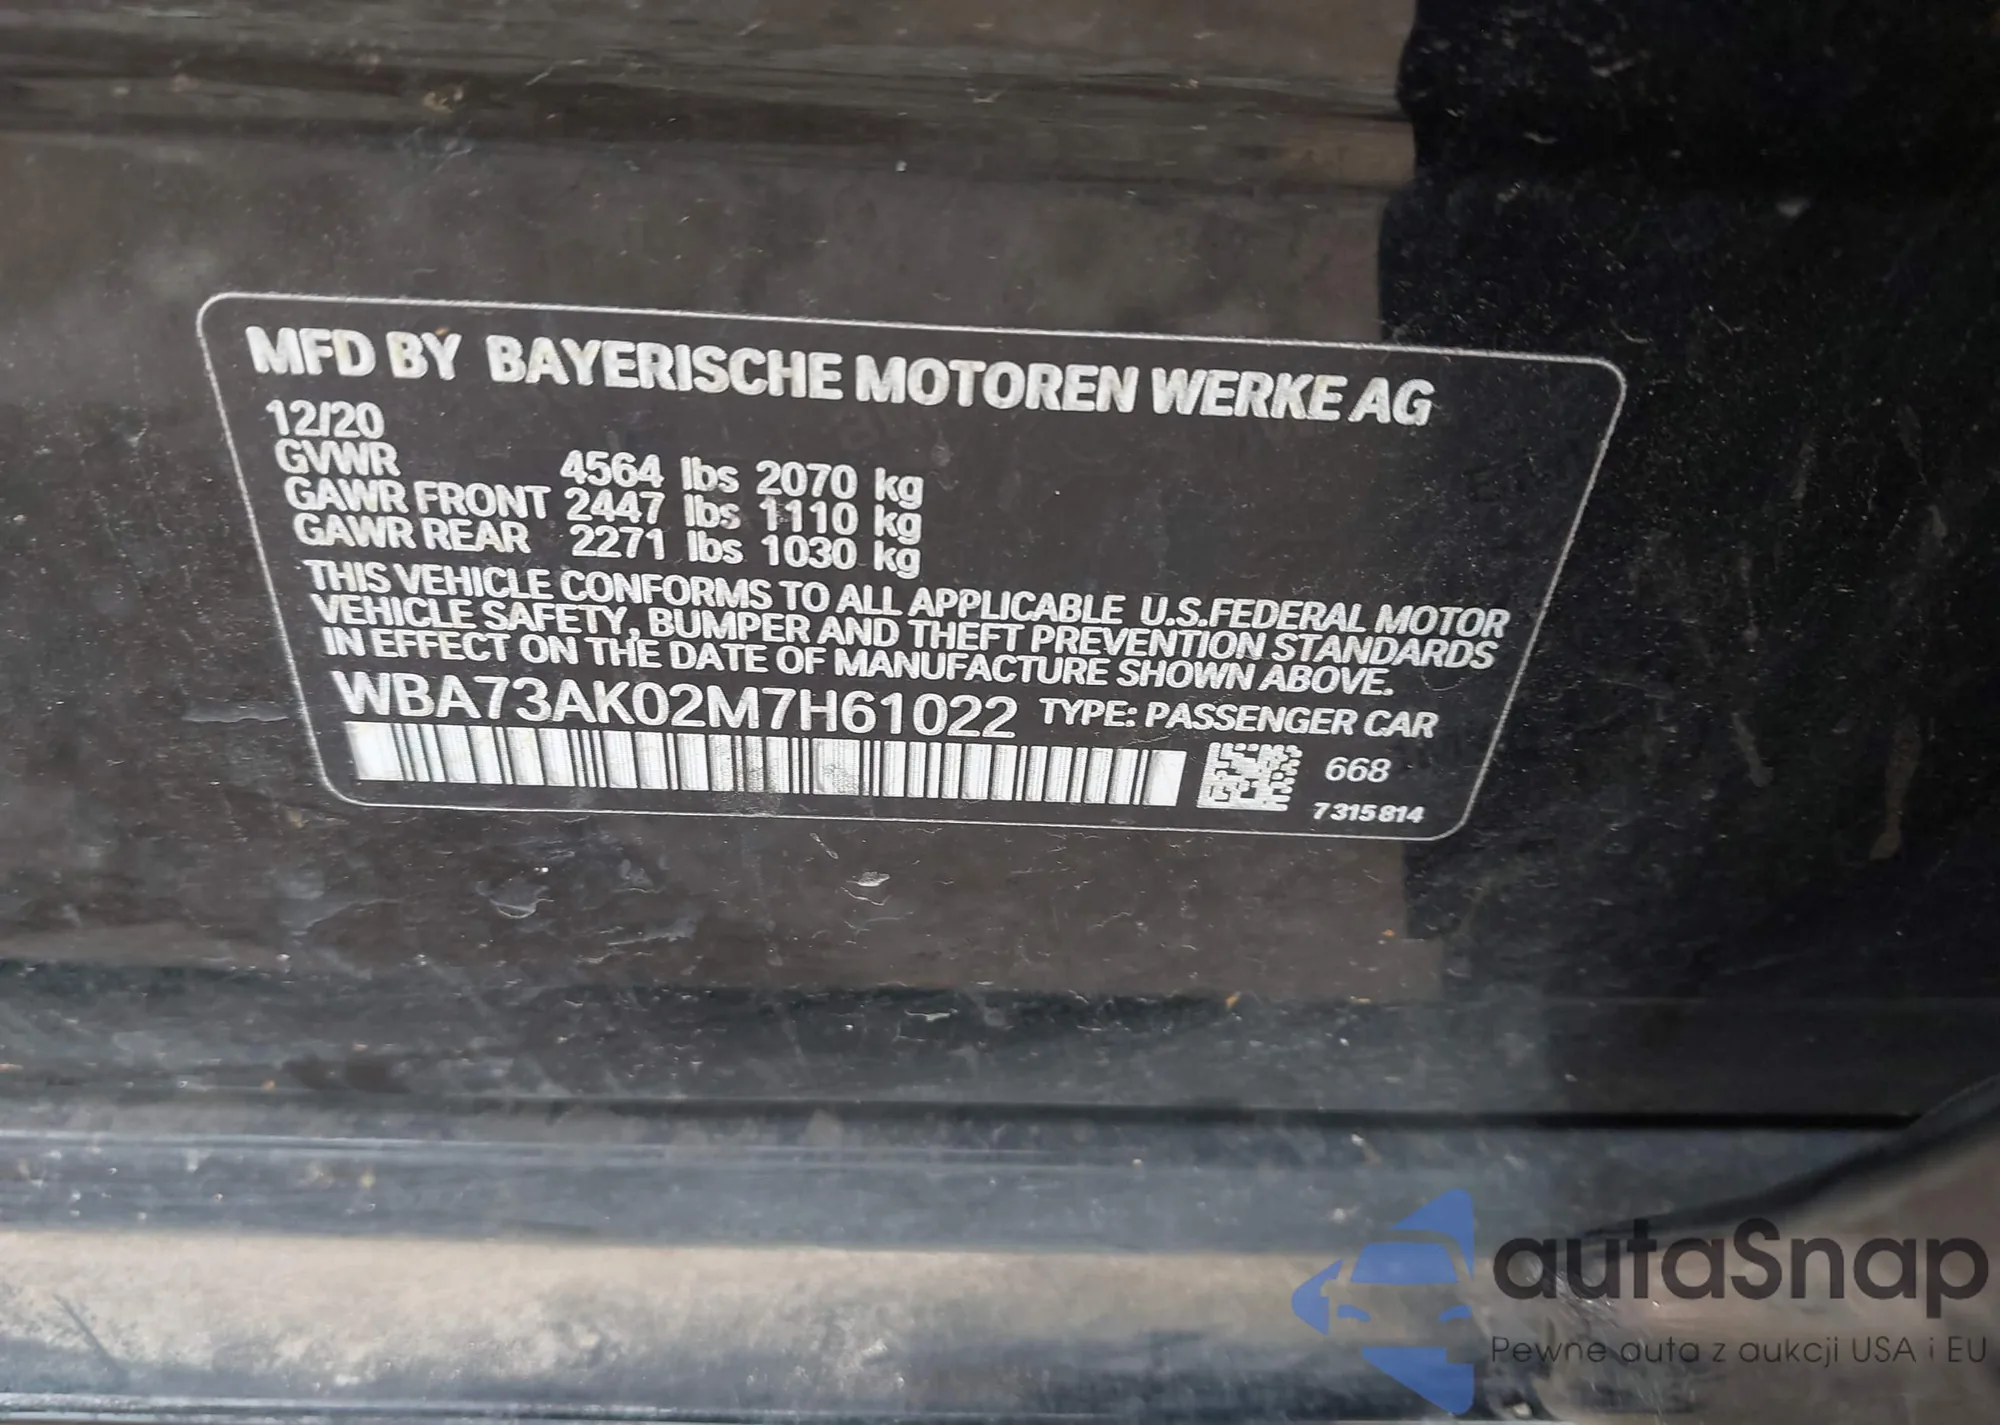 MFD BY BAYERISCHE MOTOREN WERKE AG
12/20
GVWR 4564 lbs 2070 kg
GAWR FRONT 2447 lbs 1110 kg
GAWR REAR 2271 lbs 1030 kg
THIS VEHICLE CONFORMS TO ALL APPLICABLE U.S.FEDERAL MOTOR
VEHICLE SAFETY, BUMPER AND THEFT PREVENTION STANDARDS
IN EFFECT ON THE DATE OF MANUFACTURE SHOWN ABOVE.
WBA73AK02M7H61022 TYPE: PASSENGER CAR
668
7315814
autaSnap
Pewne auta z aukcji USA i EU